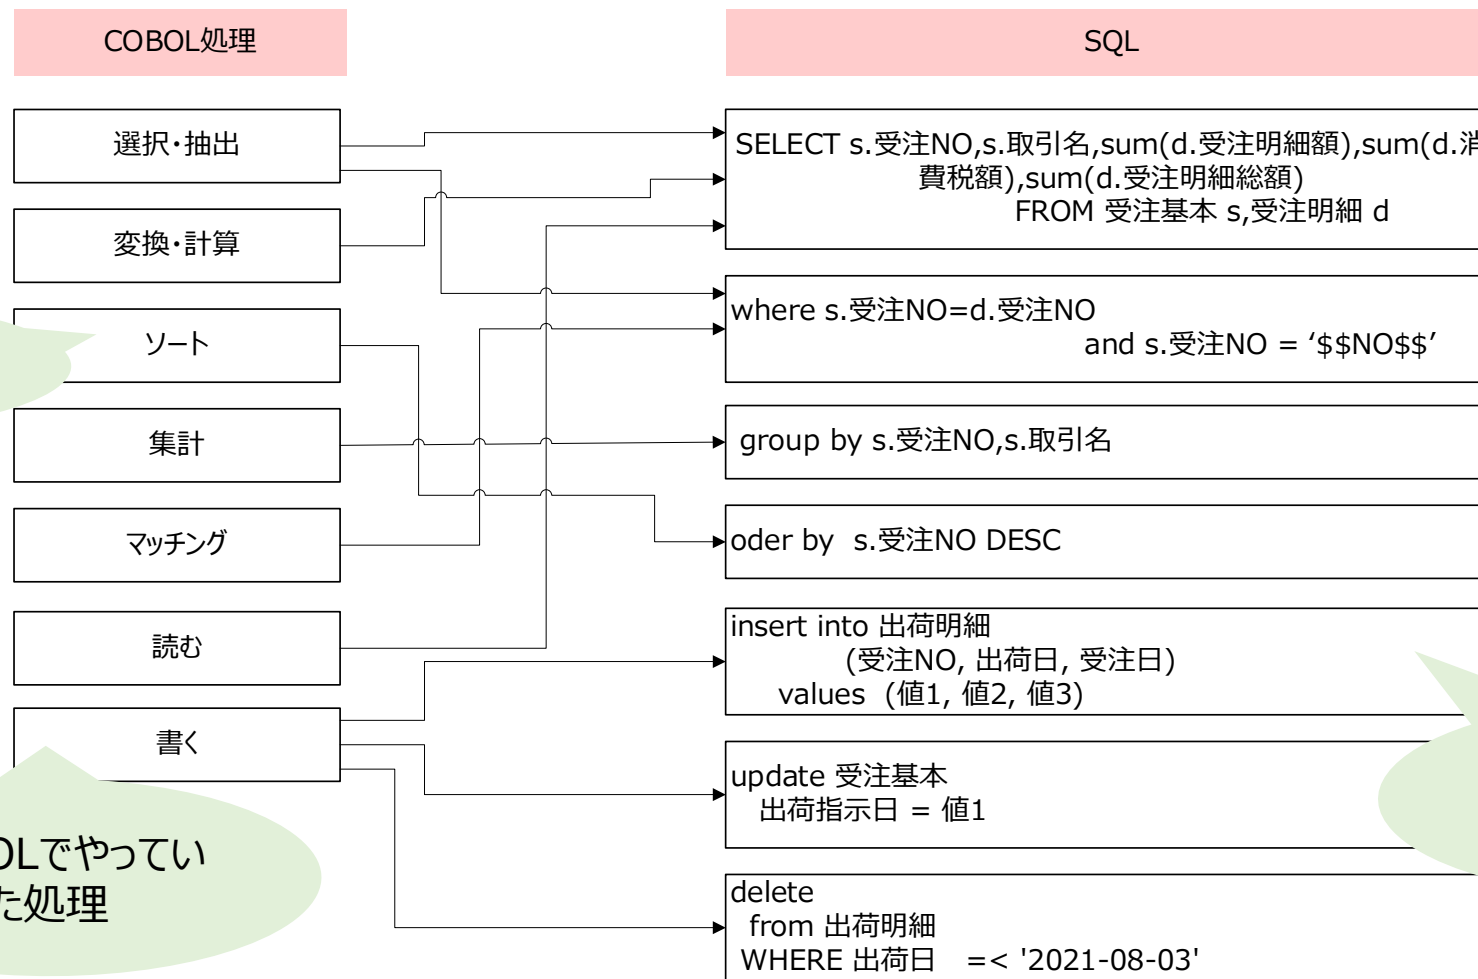 COBOL処理
SQL
選択・抽出
変換・計算
ソート
集計
マッチング
読む
書く
OLでやってい
た処理
SELECT s.受注NO,s.取引名,sum(d.受注明細額),sum(d.消
費税額),sum(d.受注明細総額)
FROM 受注基本 s,受注明細 d
where s.受注NO=d.受注NO
and s.受注NO = ‘$$NO$$’
group by s.受注NO,s.取引名
oder by s.受注NO DESC
insert into 出荷明細
(受注NO, 出荷日, 受注日)
values (値1, 値2, 値3)
update 受注基本
出荷指示日 = 値1
delete
from 出荷明細
WHERE 出荷日 =< '2021-08-03'